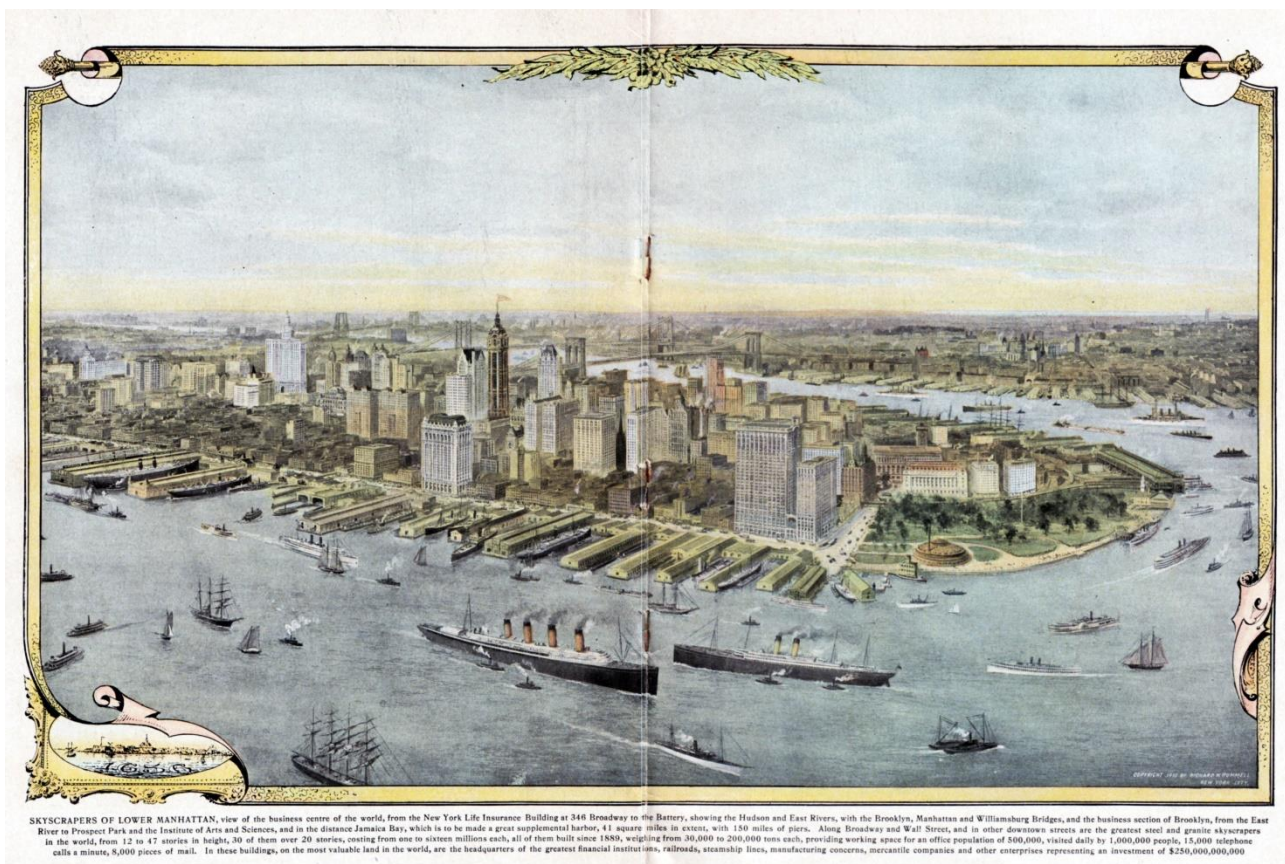 1656
COPYRIGHT 1911 BY RICHARD W. RUMMELL
NEW YORK CITY
SKYSCRAPERS OF LOWER MANHATTAN, view of the business centre of the world, from the New York Life Insurance Building at 346 Broadway to the Battery, showing the Hudson and East Rivers, with the Brooklyn, Manhattan and Williamsburg Bridges, and the business section of Brooklyn, from the East
River to Prospect Park and the Institute of Arts and Sciences, and in the distance Jamaica Bay, which is to be made a great supplemental harbor, 41 square miles in extent, with 150 miles of piers. Along Broadway and Wall Street, and in other downtown streets are the greatest steel and granite skyscrapers
in the world, from 12 to 47 stories in height, 30 of them over 20 stories, costing from one to sixteen millions each, all of them built since 1889, weighing from 30,000 to 200,000 tons each, providing working space for an office population of 500,000, visited daily by 1,000,000 people, 15,000 telephone
calls a minute, 8,000 pieces of mail. In these buildings, on the most valuable land in the world, are the headquarters of the greatest financial institutions, railroads, steamship lines, manufacturing concerns, mercantile companies and other enterprises representing an investment of $250,000,000,000